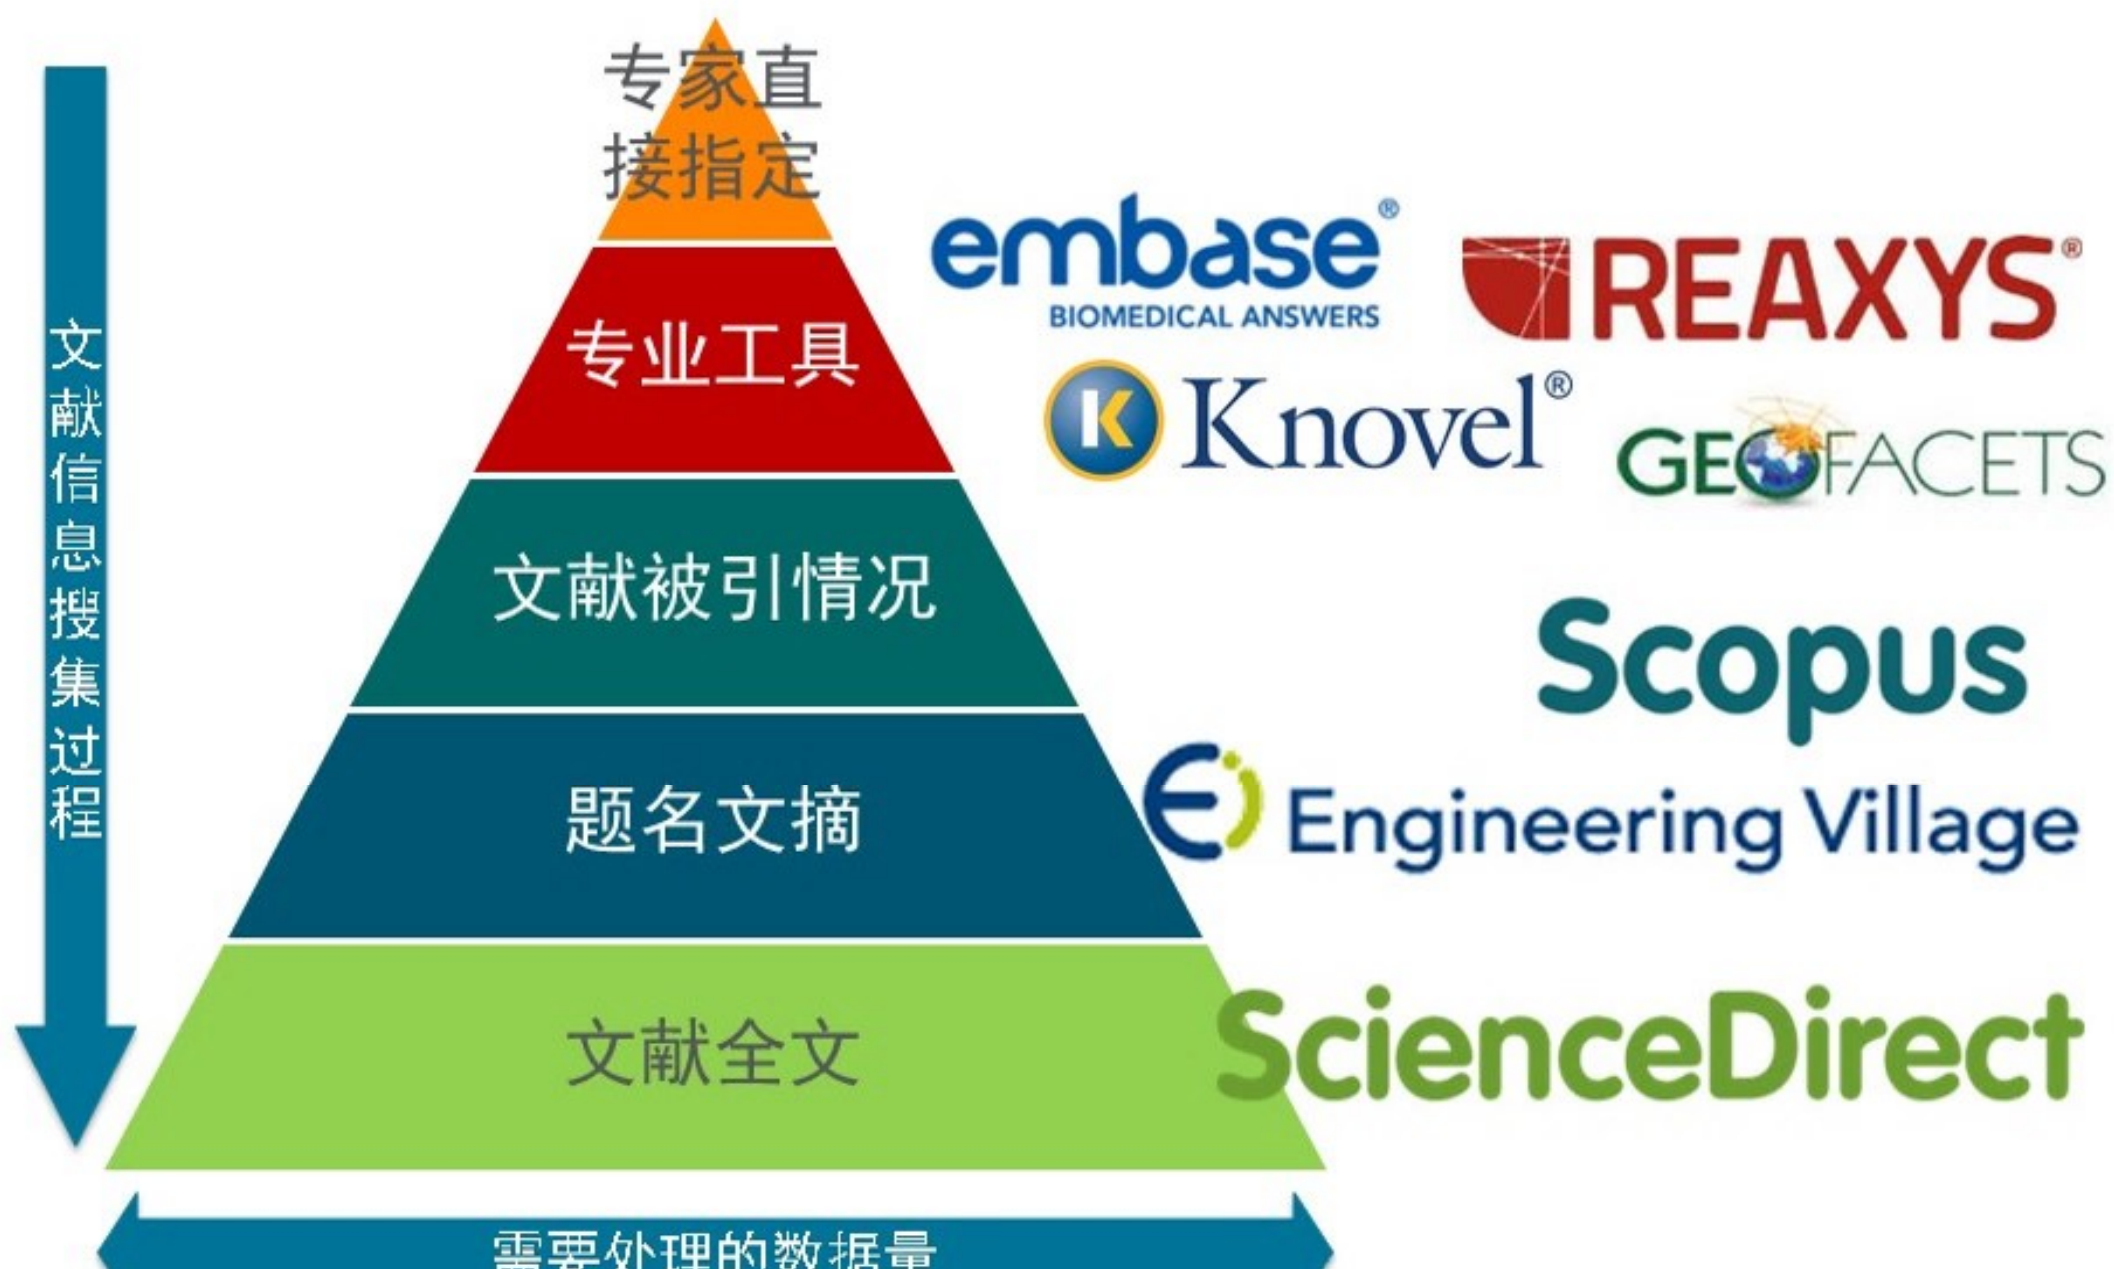 专家直
接指定
embase®
BIOMEDICAL ANSWERS
REAXYS®
专业工具
K Knovel®
GEOFACETS
文献信息搜集过程
文献被引情况
Scopus
题名文摘
Engineering Village
文献全文
ScienceDirect
需要处理的数据量